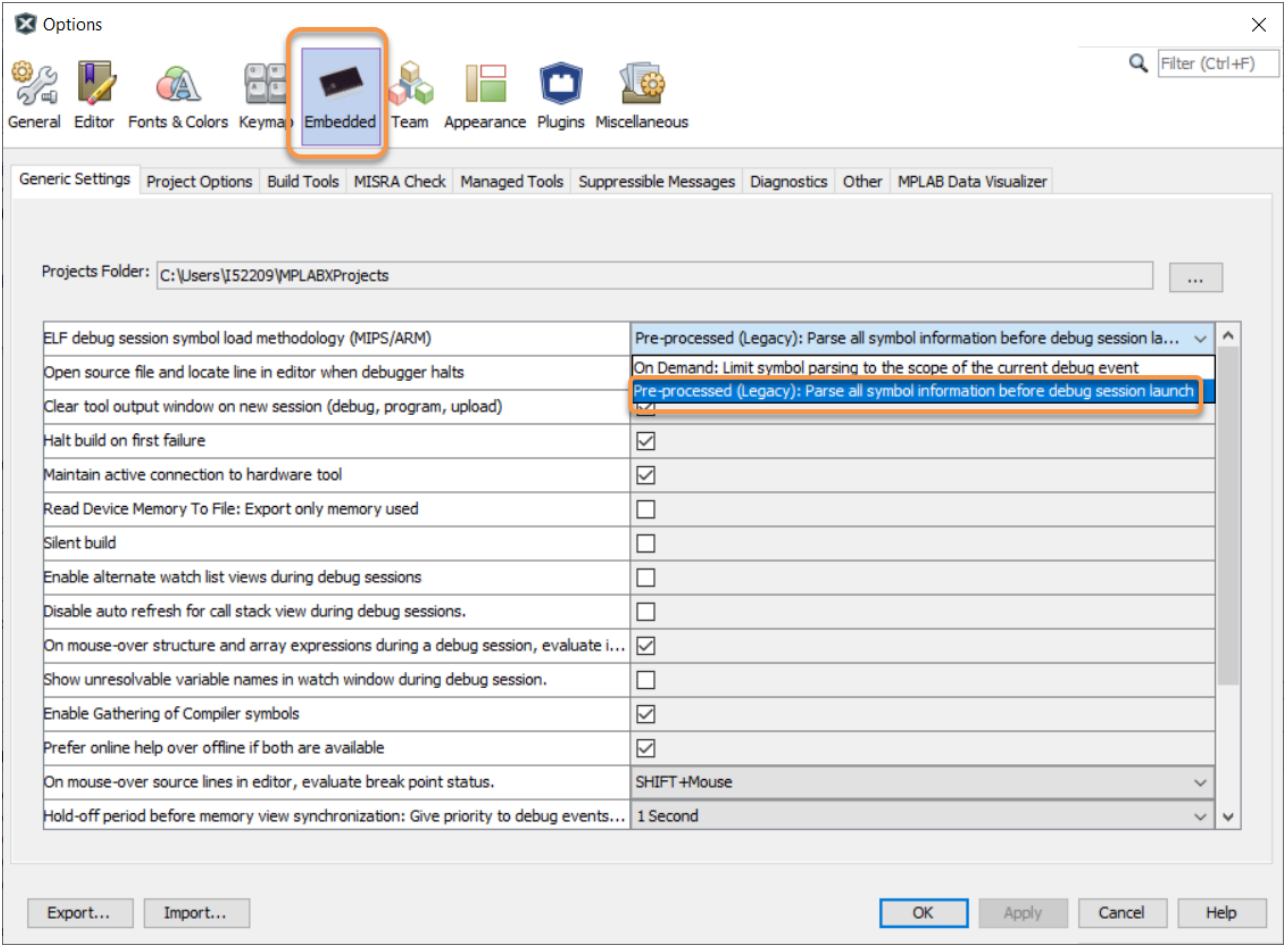 Options
Filter (Ctrl+F)
General Editor Fonts & Colors Keymap Embedded Team Appearance Plugins Miscellaneous
Generic Settings Project Options Build Tools MISRA Check Managed Tools Suppressible Messages Diagnostics Other MPLAB Data Visualizer
Projects Folder: C:\Users\I52209\MPLABXProjects ...
ELF debug session symbol load methodology (MIPS/ARM) Pre-processed (Legacy): Parse all symbol information before debug session la...
On Demand: Limit symbol parsing to the scope of the current debug event
Open source file and locate line in editor when debugger halts
Pre-processed (Legacy): Parse all symbol information before debug session launch
Clear tool output window on new session (debug, program, upload)
Halt build on first failure
Maintain active connection to hardware tool
Read Device Memory To File: Export only memory used
Silent build
Enable alternate watch list views during debug sessions
Disable auto refresh for call stack view during debug sessions.
On mouse-over structure and array expressions during a debug session, evaluate i...
Show unresolvable variable names in watch window during debug session.
Enable Gathering of Compiler symbols
Prefer online help over offline if both are available
On mouse-over source lines in editor, evaluate break point status. SHIFT+Mouse
Hold-off period before memory view synchronization: Give priority to debug events... 1 Second
Export... Import... OK Apply Cancel Help